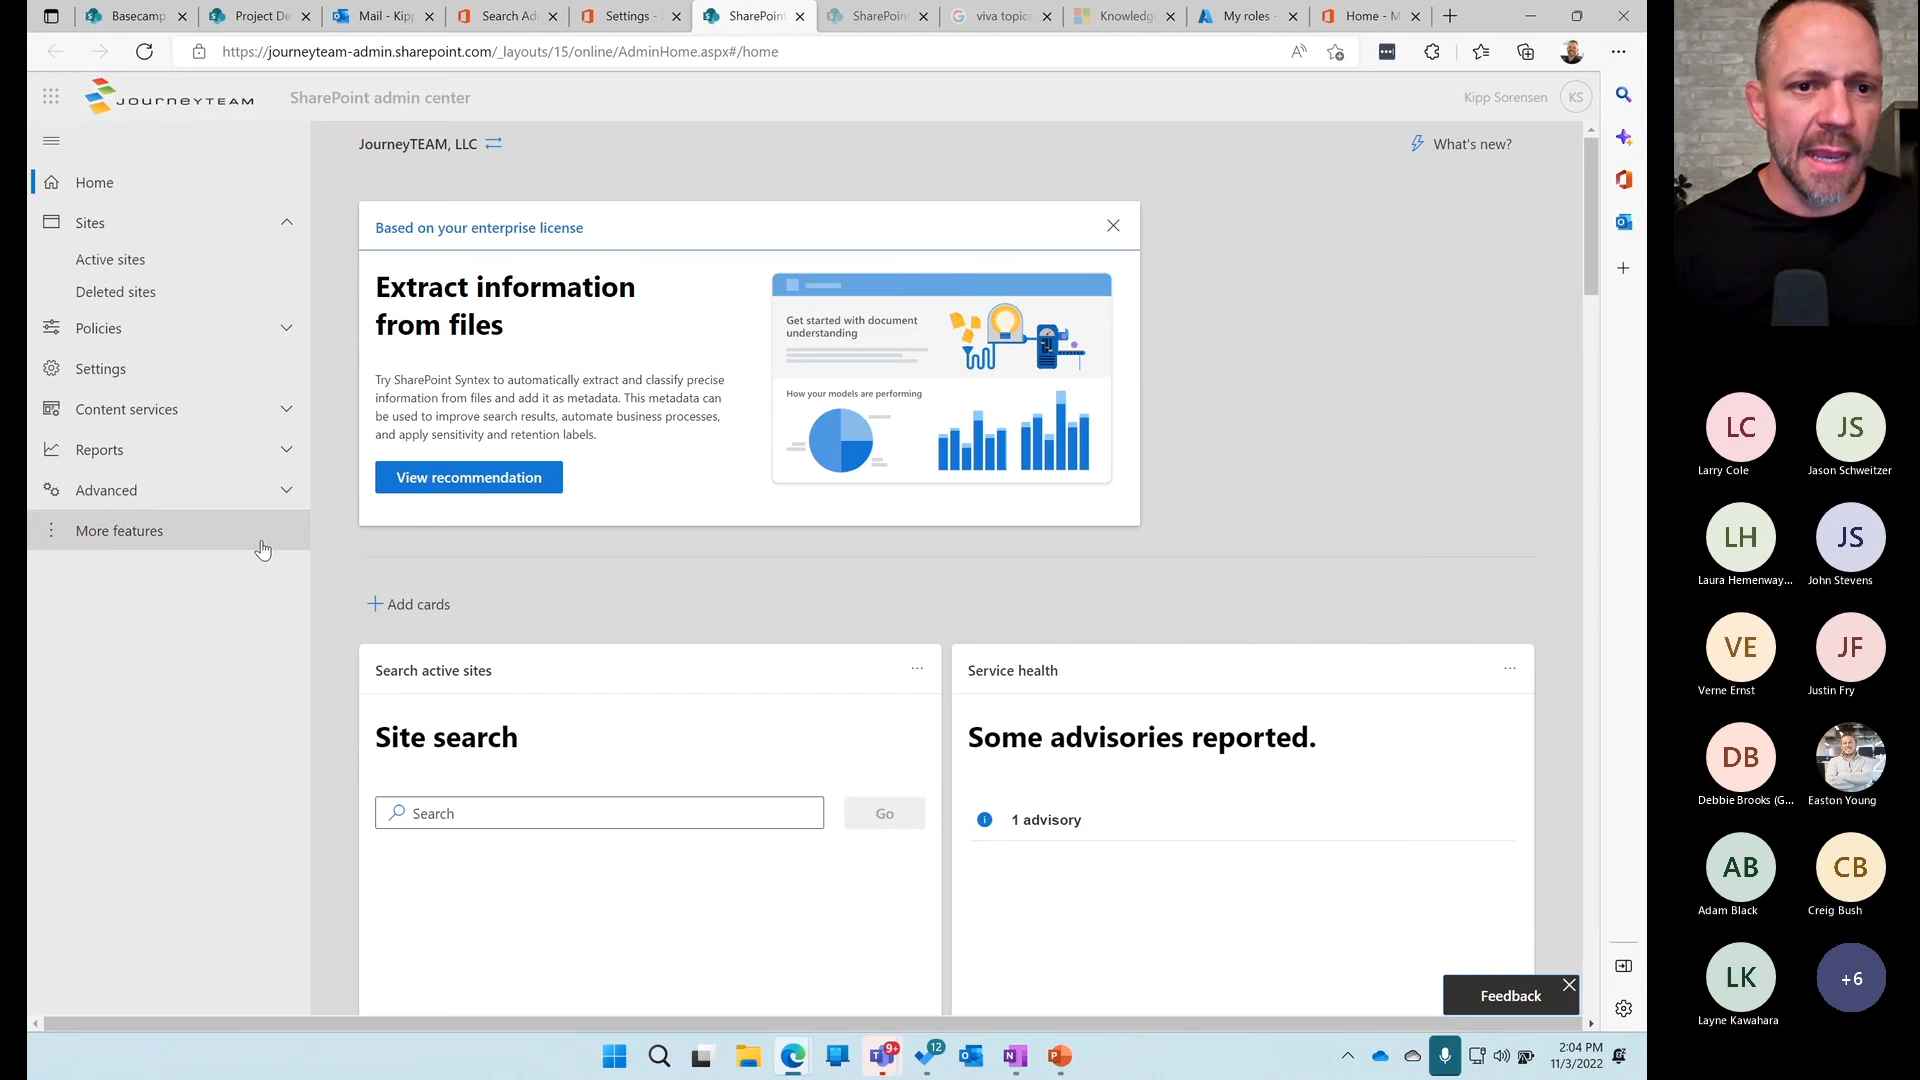 Basecamp
Project De
Mail - Kipp
Search Ad
Settings -
SharePoint
SharePoint
viva topics
Knowledg
My roles -
Home - M
https://journeyteam-admin.sharepoint.com/_layouts/15/online/AdminHome.aspx#/home
JOURNEYTEAM
SharePoint admin center
Kipp Sorensen
KS
JourneyTEAM, LLC
What's new?
Home
Sites
Active sites
Deleted sites
Policies
Settings
Content services
Reports
Advanced
More features
Based on your enterprise license
Extract information
from files
Try SharePoint Syntex to automatically extract and classify precise
information from files and add it as metadata. This metadata can
be used to improve search results, automate business processes,
and apply sensitivity and retention labels.
View recommendation
Get started with document
understanding
How your models are performing
Add cards
Search active sites
Site search
Search
Go
Service health
Some advisories reported.
1 advisory
Feedback
LC
Larry Cole
JS
Jason Schweitzer
LH
Laura Hemenway...
JS
John Stevens
VE
Verne Ernst
JF
Justin Fry
DB
Debbie Brooks (G...
Easton Young
AB
Adam Black
CB
Creig Bush
LK
Layne Kawahara
+6
9+
12
2:04 PM
11/3/2022